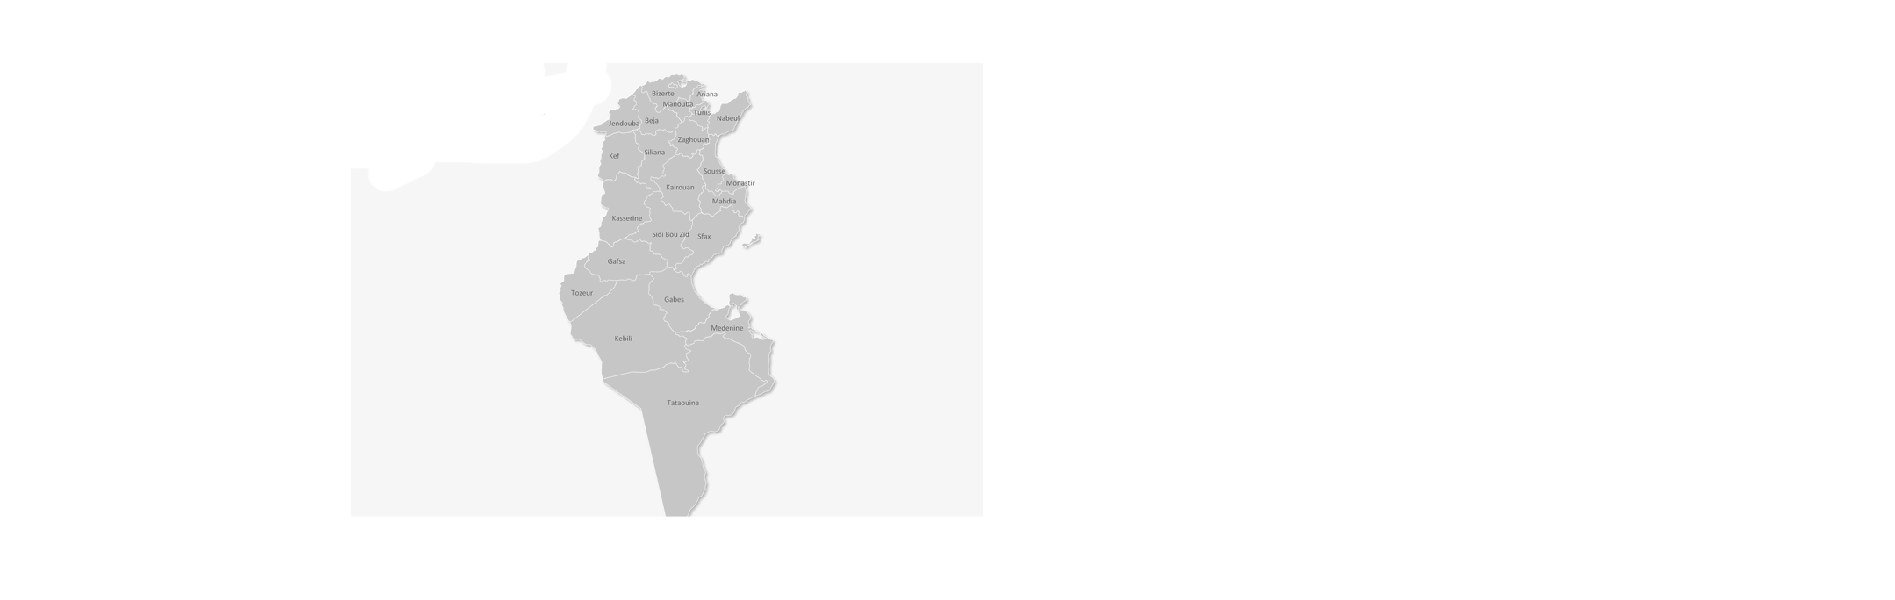 Bizerte
Ariana
Manouba
Tunis
Nabeul
Jendouba
Beja
Zaghouan
Kef
Siliana
Sousse
Monastir
Kairouan
Mahdia
Kasserine
Sidi Bou Zid
Sfax
Gafsa
Tozeur
Gabes
Medenine
Kebili
Tataouine